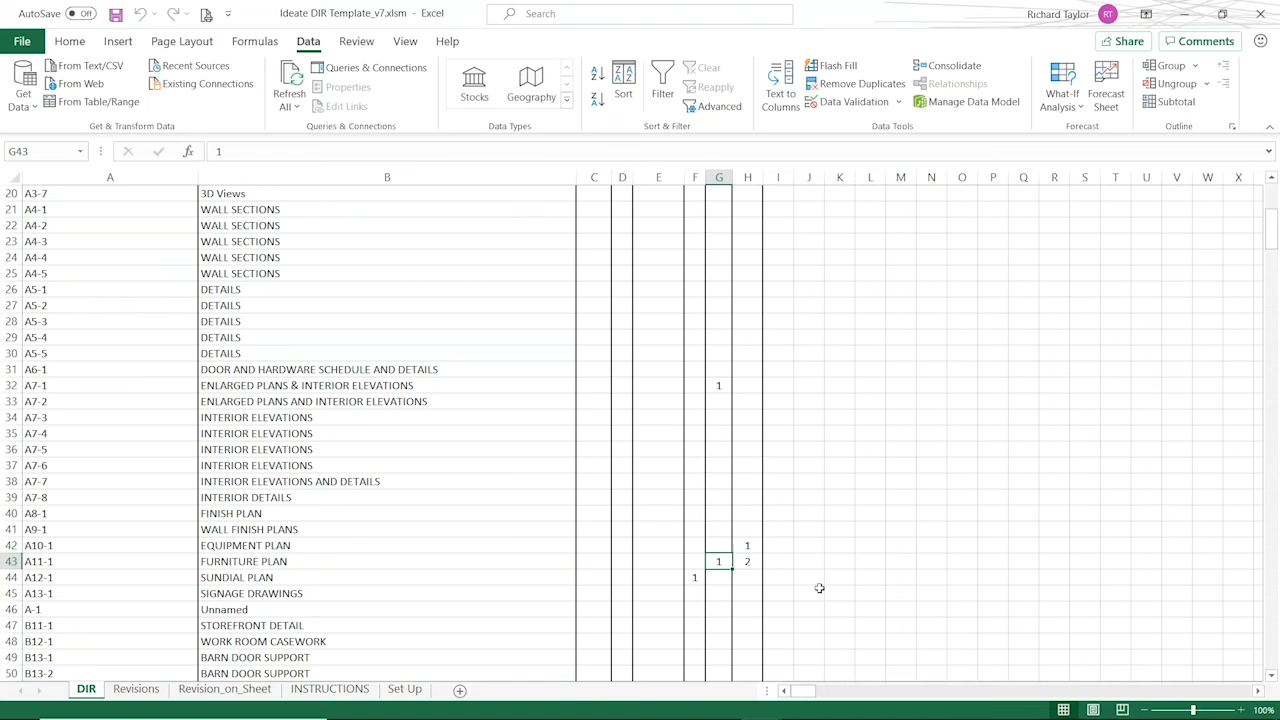 AutoSave Off Ideate DIR Template_v7.xlsm - Excel Search Richard Taylor RT
File Home Insert Page Layout Formulas Data Review View Help Share Comments
Get Data From Text/CSV From Web From Table/Range Recent Sources Existing Connections
Refresh All Queries & Connections Properties Edit Links
Stocks Geography
Sort Filter Clear Reapply Advanced
Text to Columns Flash Fill Remove Duplicates Data Validation Consolidate Relationships Manage Data Model
What-If Analysis Forecast Sheet
Group Ungroup Subtotal
Get & Transform Data Queries & Connections Data Types Sort & Filter Data Tools Forecast Outline
G43 fx 1
A B C D E F G H I J K L M N O P Q R S T U V W X
20 A3-7 3D Views
21 A4-1 WALL SECTIONS
22 A4-2 WALL SECTIONS
23 A4-3 WALL SECTIONS
24 A4-4 WALL SECTIONS
25 A4-5 WALL SECTIONS
26 A5-1 DETAILS
27 A5-2 DETAILS
28 A5-3 DETAILS
29 A5-4 DETAILS
30 A5-5 DETAILS
31 A6-1 DOOR AND HARDWARE SCHEDULE AND DETAILS
32 A7-1 ENLARGED PLANS & INTERIOR ELEVATIONS 1
33 A7-2 ENLARGED PLANS AND INTERIOR ELEVATIONS
34 A7-3 INTERIOR ELEVATIONS
35 A7-4 INTERIOR ELEVATIONS
36 A7-5 INTERIOR ELEVATIONS
37 A7-6 INTERIOR ELEVATIONS
38 A7-7 INTERIOR ELEVATIONS AND DETAILS
39 A7-8 INTERIOR DETAILS
40 A8-1 FINISH PLAN
41 A9-1 WALL FINISH PLANS
42 A10-1 EQUIPMENT PLAN 1
43 A11-1 FURNITURE PLAN 1 2
44 A12-1 SUNDIAL PLAN 1
45 A13-1 SIGNAGE DRAWINGS
46 A-1 Unnamed
47 B11-1 STOREFRONT DETAIL
48 B12-1 WORK ROOM CASEWORK
49 B13-1 BARN DOOR SUPPORT
50 B13-2 BARN DOOR SUPPORT
DIR Revisions Revision_on_Sheet INSTRUCTIONS Set Up
100%